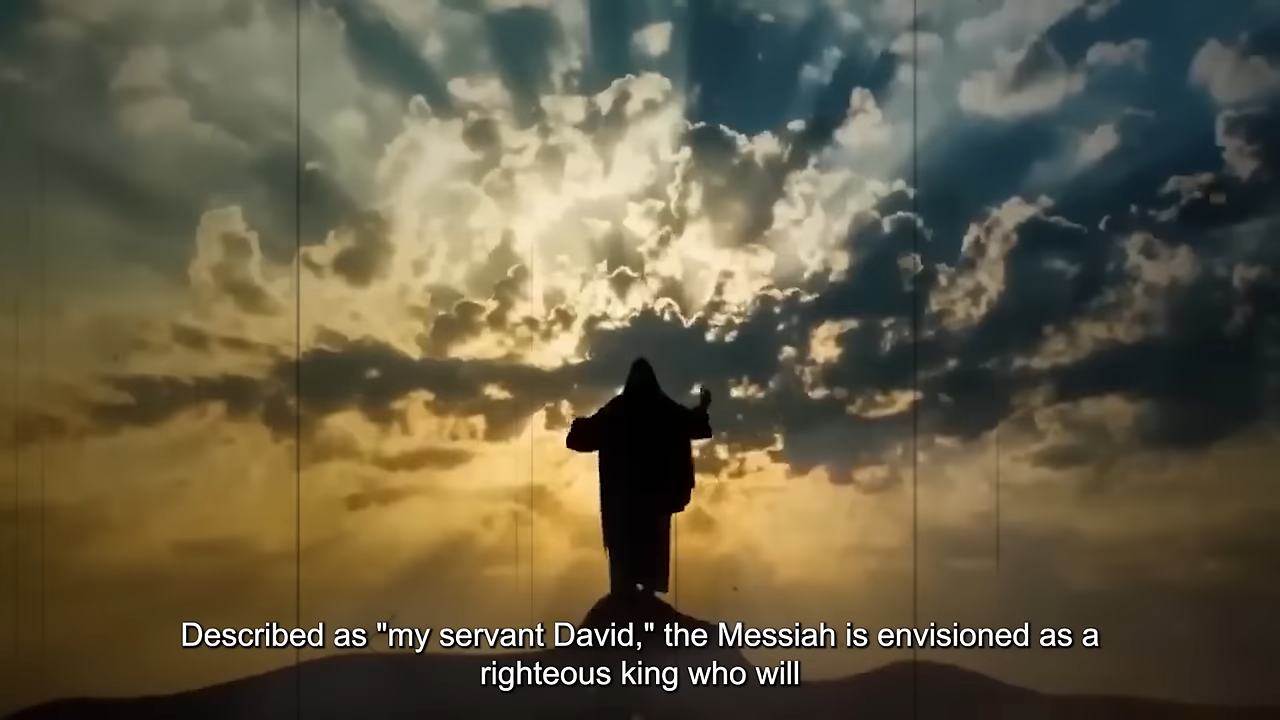 Described as "my servant David," the Messiah is envisioned as a
righteous king who will